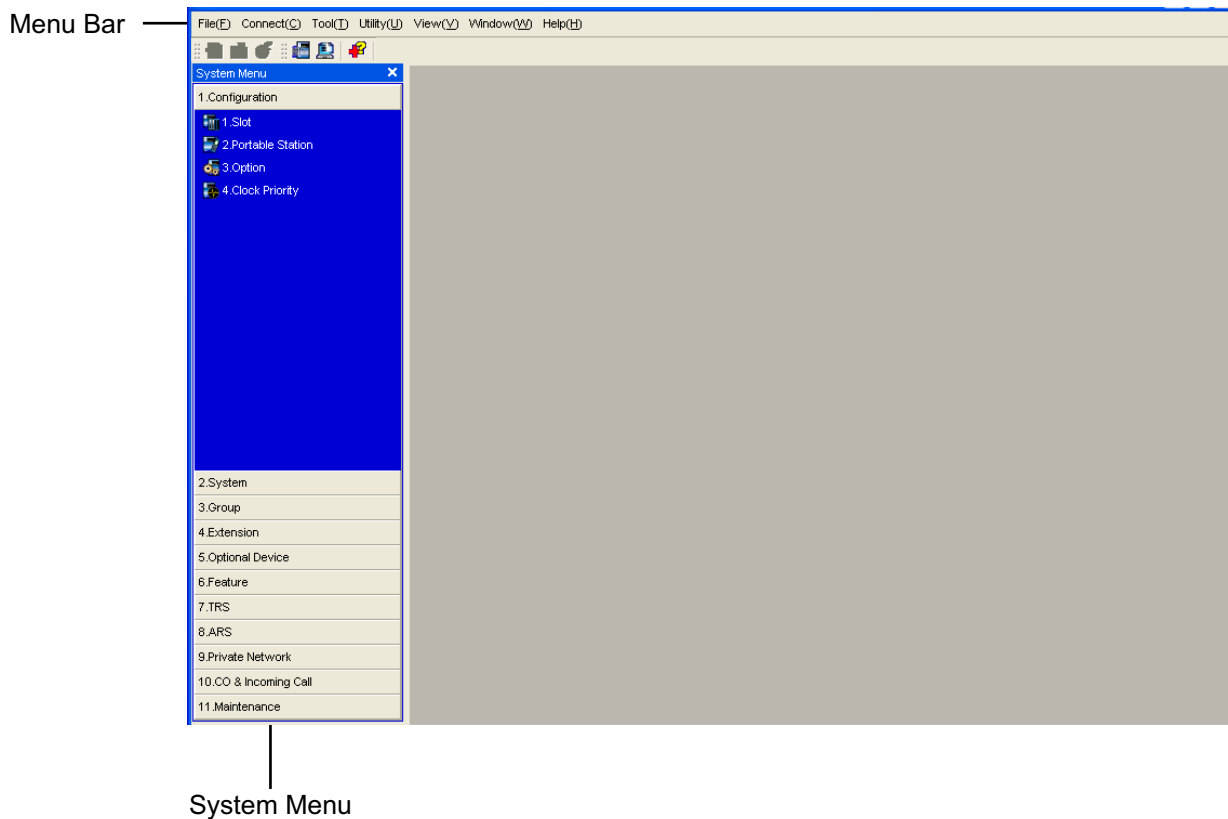 Menu Bar
File(F) Connect(C) Tool(T) Utility(U) View(V) Window(W) Help(H)
System Menu
1.Configuration
1.Slot
2.Portable Station
3.Option
4.Clock Priority
2.System
3.Group
4.Extension
5.Optional Device
6.Feature
7.TRS
8.ARS
9.Private Network
10.CO & Incoming Call
11.Maintenance
System Menu